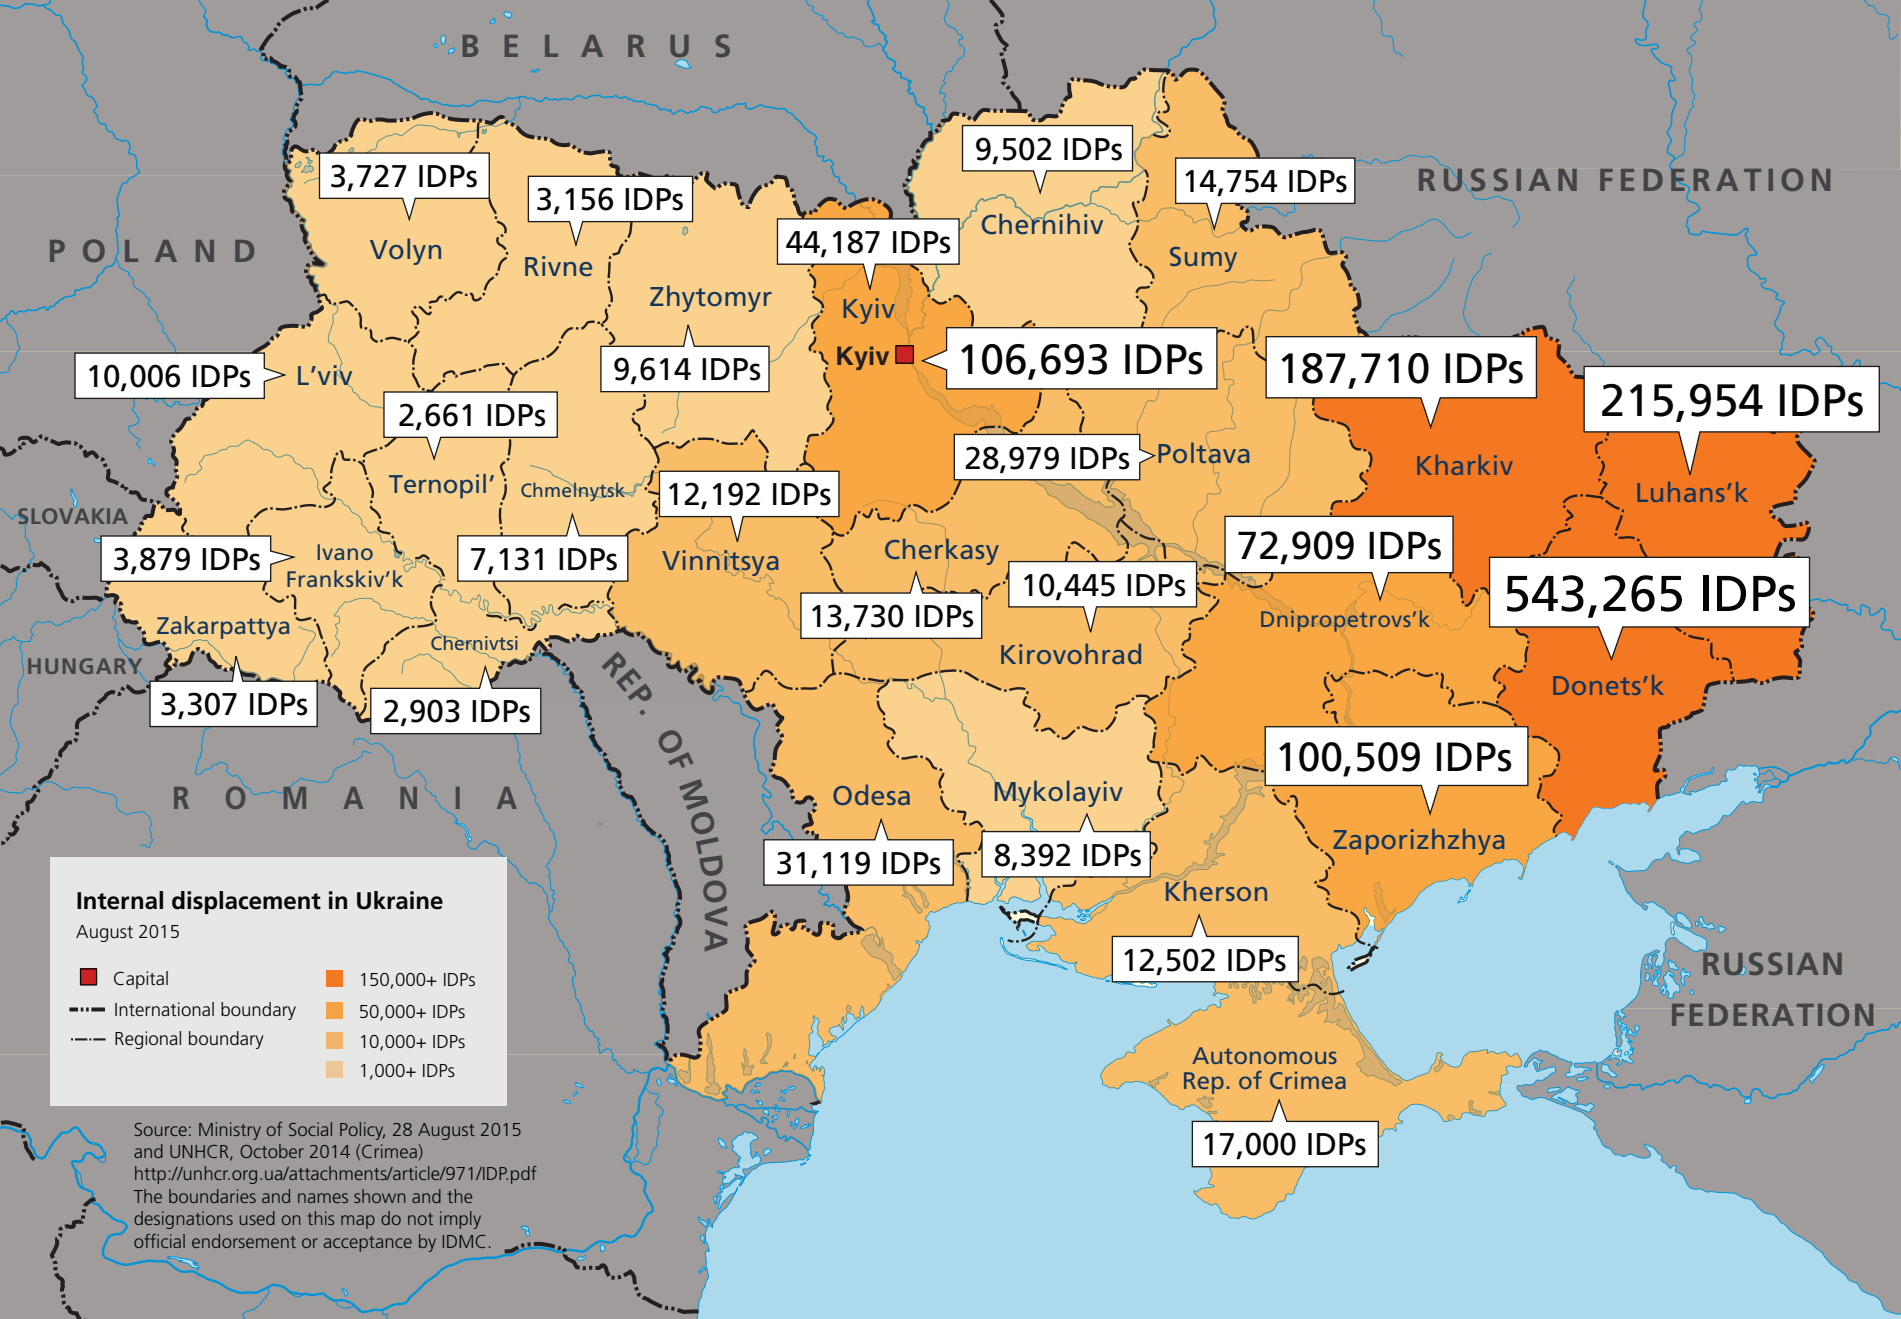 BELARUS
9,502 IDPs
3,727 IDPs
14,754 IDPs
RUSSIAN FEDERATION
3,156 IDPs
Chernihiv
POLAND
Volyn
44,187 IDPs
Rivne
Sumy
Zhytomyr
Kyiv
Kyiv
106,693 IDPs
187,710 IDPs
10,006 IDPs
L'viv
9,614 IDPs
215,954 IDPs
2,661 IDPs
28,979 IDPs
Poltava
Kharkiv
Ternopil'
Chmelnytsk
12,192 IDPs
Luhans'k
SLOVAKIA
3,879 IDPs
Ivano
Frankskiv'k
7,131 IDPs
Vinnitsya
Cherkasy
72,909 IDPs
10,445 IDPs
543,265 IDPs
13,730 IDPs
Dnipropetrovs'k
Zakarpattya
Chernivtsi
Kirovohrad
HUNGARY
REP. OF MOLDOVA
Donets'k
3,307 IDPs
2,903 IDPs
100,509 IDPs
ROMANIA
Odesa
Mykolayiv
Zaporizhzhya
31,119 IDPs
8,392 IDPs
Kherson
12,502 IDPs
RUSSIAN
FEDERATION
Autonomous
Rep. of Crimea
17,000 IDPs
Internal displacement in Ukraine
August 2015
Capital
International boundary
Regional boundary
150,000+ IDPs
50,000+ IDPs
10,000+ IDPs
1,000+ IDPs
Source: Ministry of Social Policy, 28 August 2015
and UNHCR, October 2014 (Crimea)
http://unhcr.org.ua/attachments/article/971/IDP.pdf
The boundaries and names shown and the
designations used on this map do not imply
official endorsement or acceptance by IDMC.